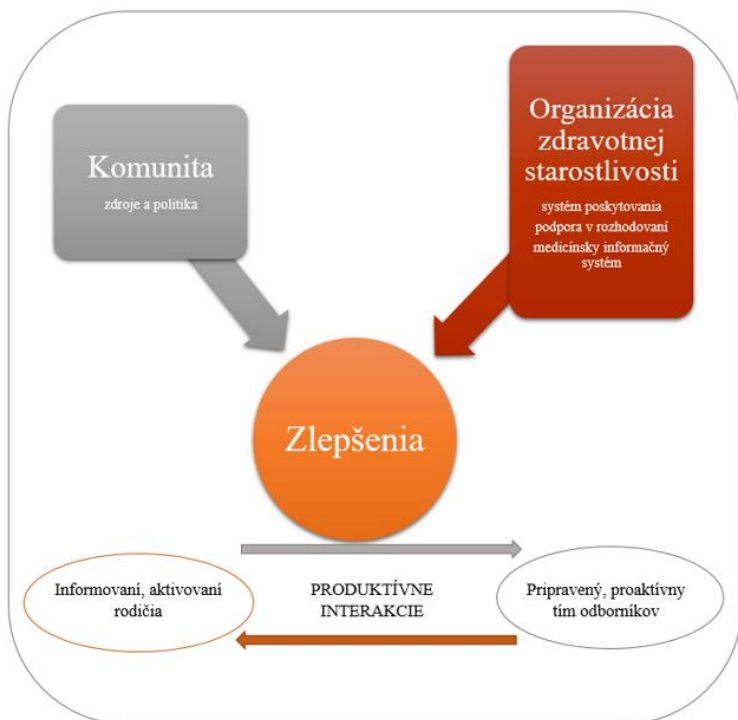 Komunita
zdroje a politika
Organizácia
zdravotnej
starostlivosti
systém poskytovania
podpora v rozhodovaní
medicínsky informačný
systém
Zlepšenia
Informovaní, aktivovaní
rodičia
PRODUKTÍVNE
INTERAKCIE
Pripravený, proaktívny
tím odborníkov